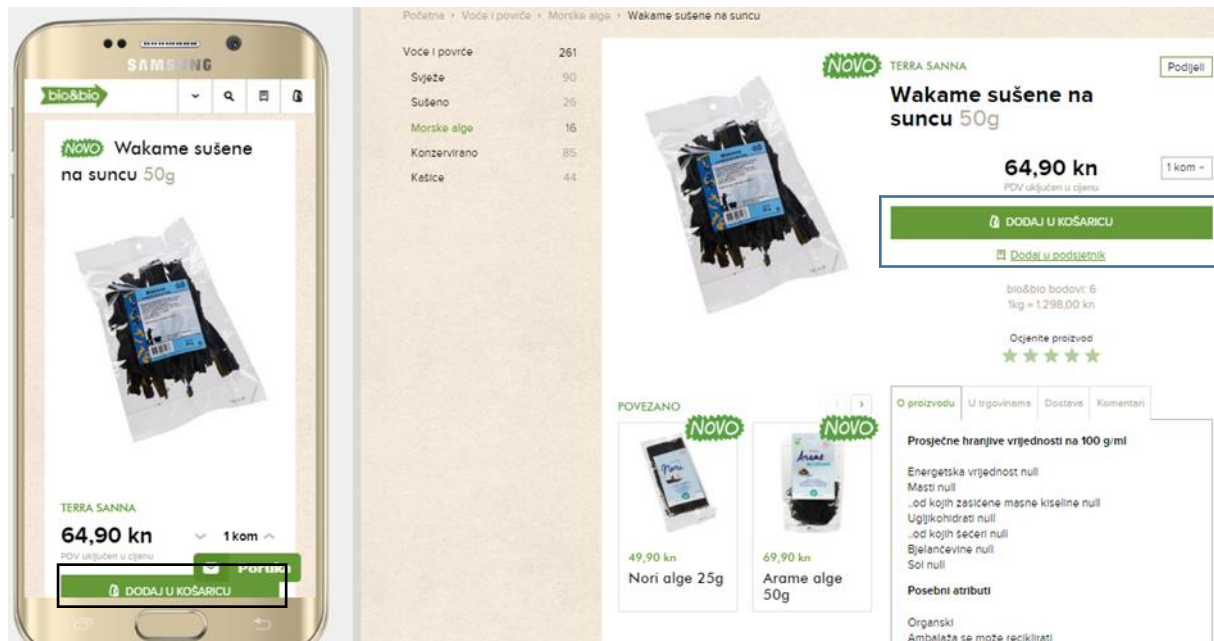 SAMSUNG
bio&bio
NOVO Wakame sušene
na suncu 50g
TERRA SANNA
64,90 kn
1 kom
PDV uključen u cijenu
Poruka
DODAJ U KOŠARICU
Početna › Voće i povrće › Morske alge › Wakame sušene na suncu
Voće i povrće 261
Svježe 90
Sušeno 26
Morske alge 16
Konzervirano 85
Kašice 44
NOVO
TERRA SANNA
Podijeli
Wakame sušene na
suncu 50g
64,90 kn
1 kom
PDV uključen u cijenu
DODAJ U KOŠARICU
Dodaj u podsjetnik
bio&bio bodovi: 6
1kg = 1.298,00 kn
Ocjenite proizvod
POVEZANO
NOVO
Nori
49,90 kn
Nori alge 25g
NOVO
Arame
69,90 kn
Arame alge
50g
O proizvodu
U trgovinama
Dostava
Komentari
Prosječne hranjive vrijednosti na 100 g/ml
Energetska vrijednost null
Masti null
..od kojih zasićene masne kiseline null
Ugljikohidrati null
..od kojih šećeri null
Bjelančevine null
Sol null
Posebni atributi
Organski
Ambalaža se može reciklirati